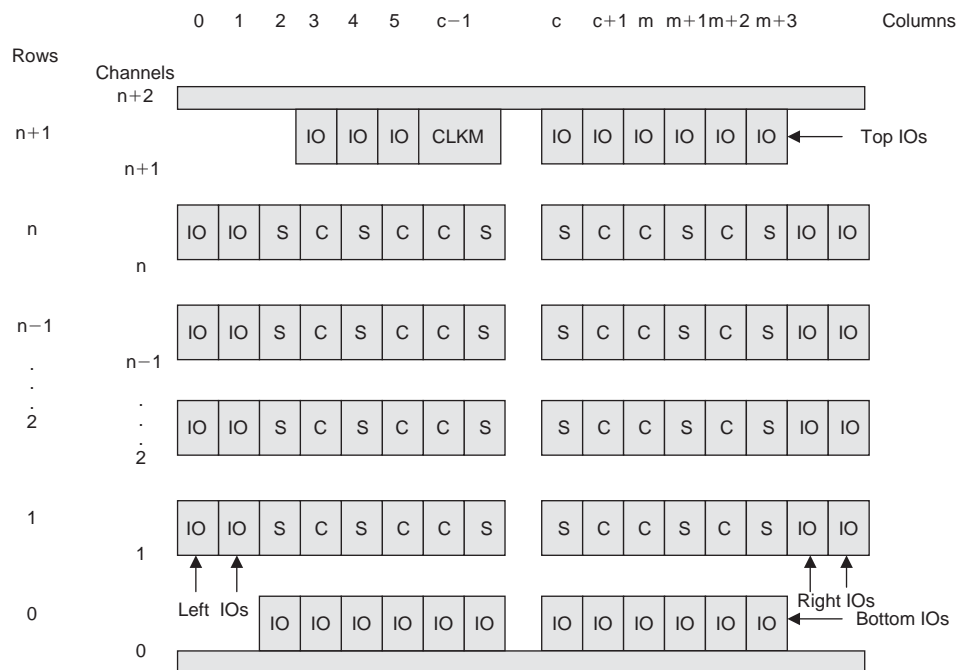 0 1 2 3 4 5 c−1 c c+1 m m+1 m+2 m+3 Columns
Rows
Channels
n+2
n+1 IO IO IO CLKM IO IO IO IO IO IO Top IOs
n+1
n IO IO S C S C C S S C C S C S IO IO
n
n−1 IO IO S C S C C S S C C S C S IO IO
n−1
.
.
.
.
.
.
2 IO IO S C S C C S S C C S C S IO IO
2
1 IO IO S C S C C S S C C S C S IO IO
1
Left IOs Right IOs
0 IO IO IO IO IO IO IO IO IO IO IO IO Bottom IOs
0